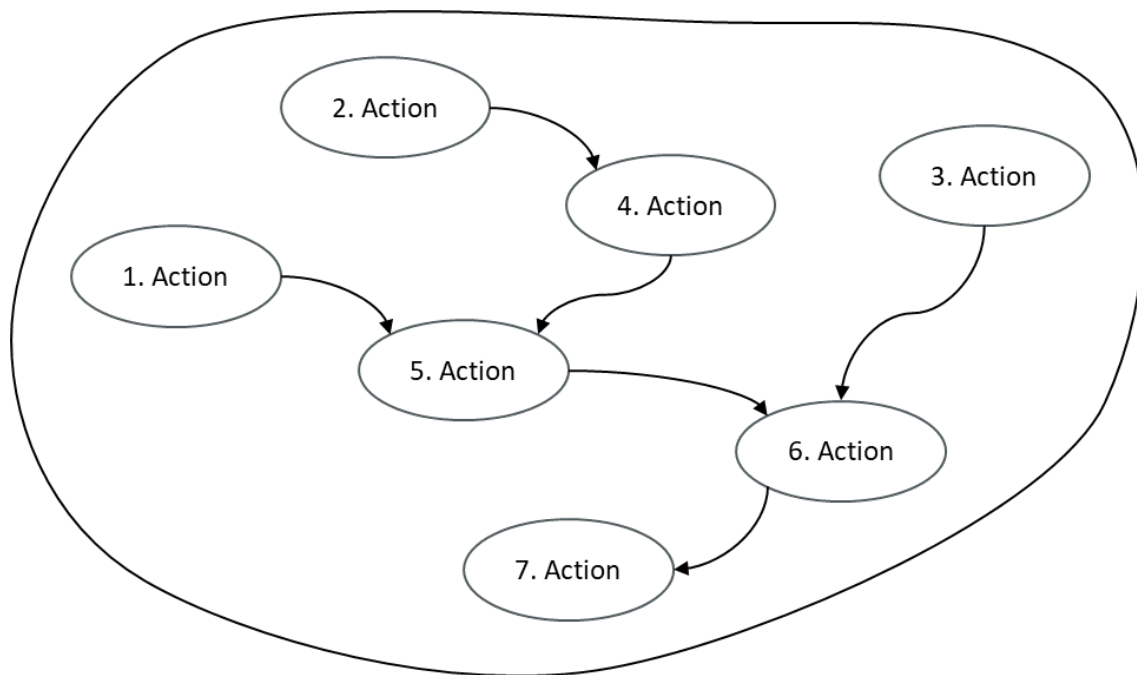 2. Action
3. Action
4. Action
1. Action
5. Action
6. Action
7. Action